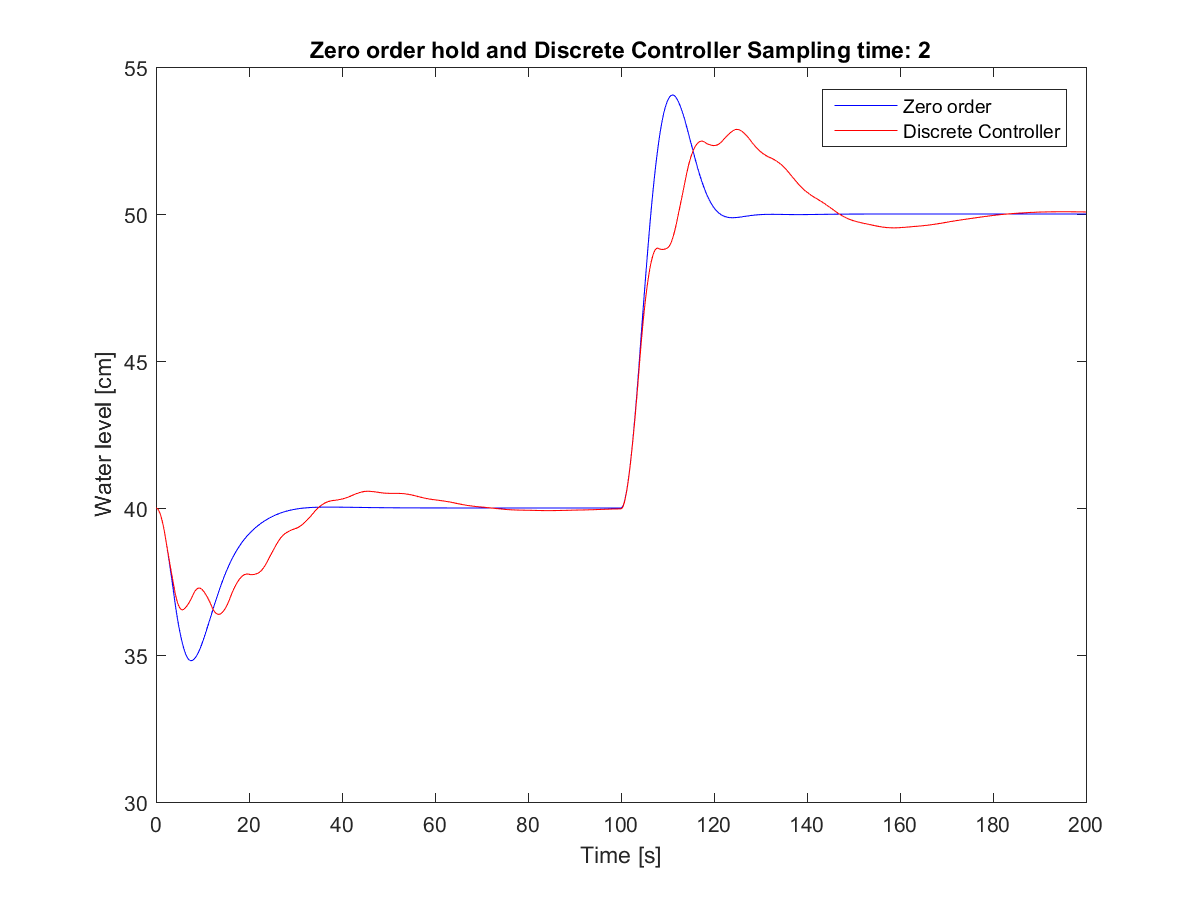 Zero order hold and Discrete Controller Sampling time: 2
55
Zero order
Discrete Controller
50
45
Water level [cm]
40
35
30
0 20 40 60 80 100 120 140 160 180 200
Time [s]